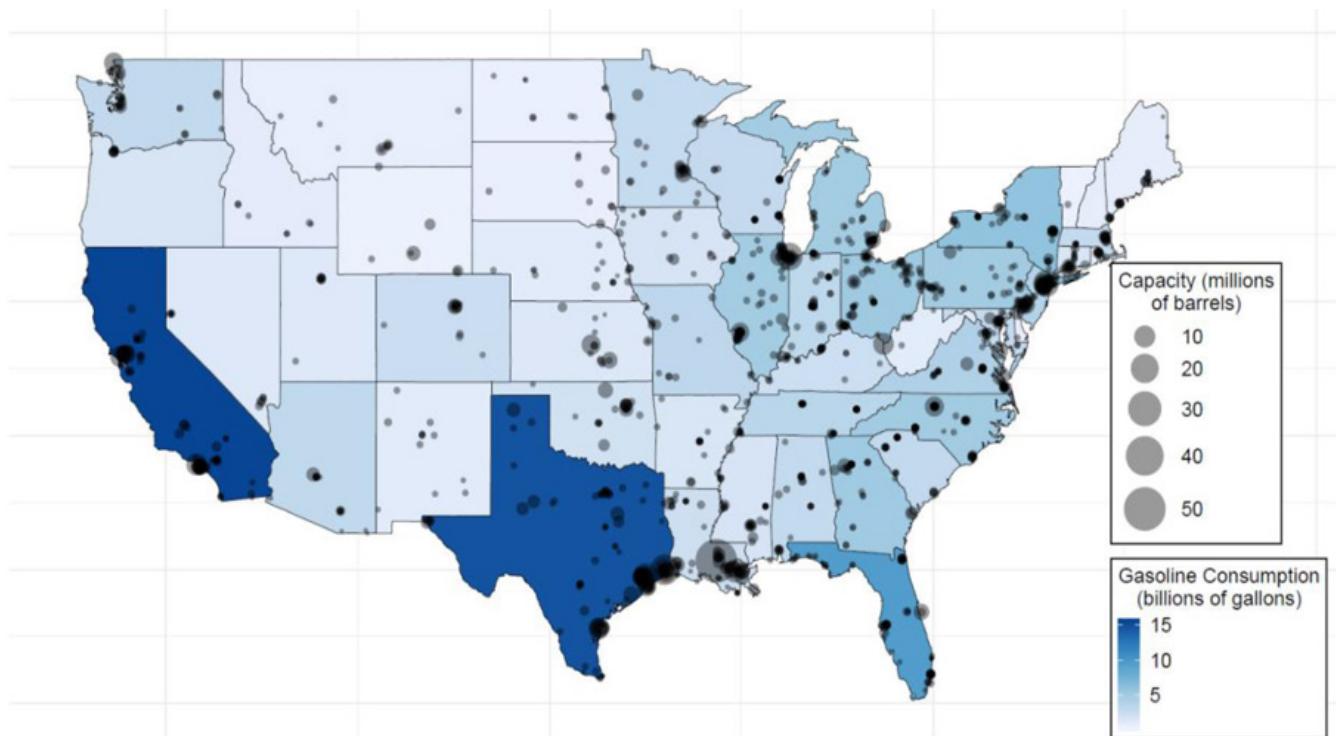 Capacity (millions
of barrels)
10
20
30
40
50
Gasoline Consumption
(billions of gallons)
15
10
5